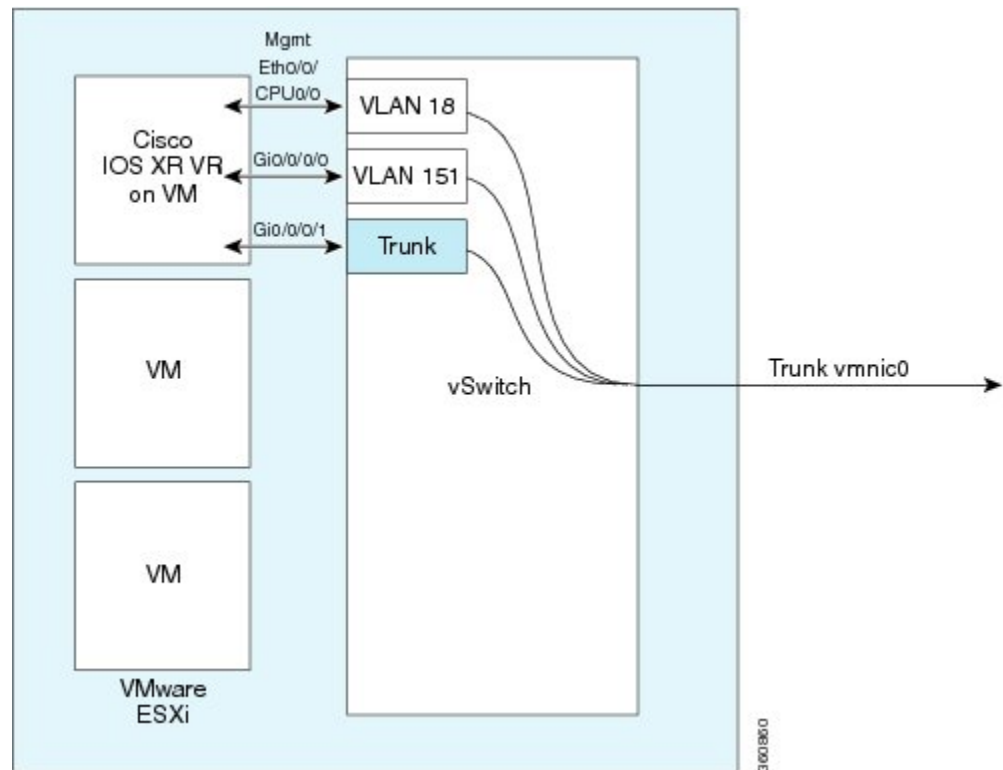 Mgmt
Eth0/0/
CPU0/0
VLAN 18
Cisco
IOS XR VR
on VM
Gi0/0/0/0
VLAN 151
Gi0/0/0/1
Trunk
VM
vSwitch
Trunk vmnic0
VM
VMware
ESXi
360860